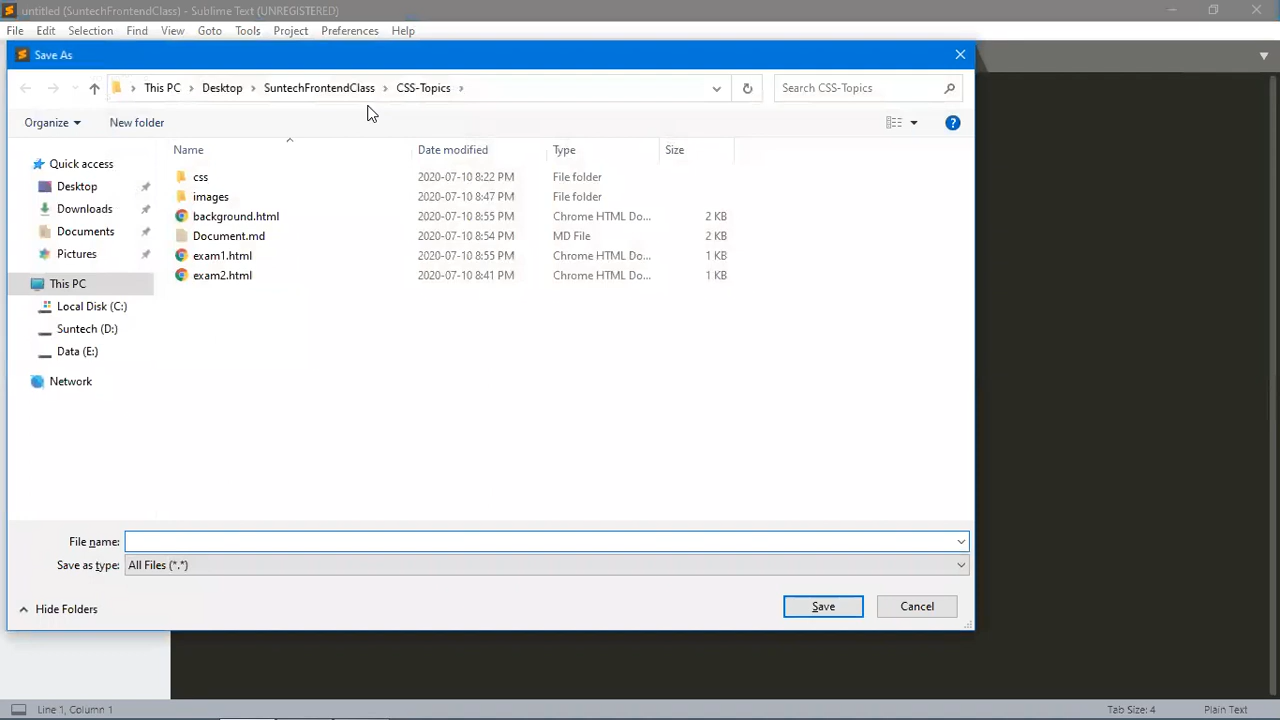 untitled (SuntechFrontendClass) - Sublime Text (UNREGISTERED)
File Edit Selection Find View Goto Tools Project Preferences Help
Save As
This PC > Desktop > SuntechFrontendClass > CSS-Topics >
Search CSS-Topics
Organize New folder
Name Date modified Type Size
Quick access
Desktop
Downloads
Documents
Pictures
This PC
Local Disk (C:)
Suntech (D:)
Data (E:)
Network
css 2020-07-10 8:22 PM File folder
images 2020-07-10 8:47 PM File folder
background.html 2020-07-10 8:55 PM Chrome HTML Do... 2 KB
Document.md 2020-07-10 8:54 PM MD File 2 KB
exam1.html 2020-07-10 8:55 PM Chrome HTML Do... 1 KB
exam2.html 2020-07-10 8:41 PM Chrome HTML Do... 1 KB
File name:
Save as type: All Files (*.*)
Hide Folders
Save Cancel
Line 1, Column 1 Tab Size: 4 Plain Text